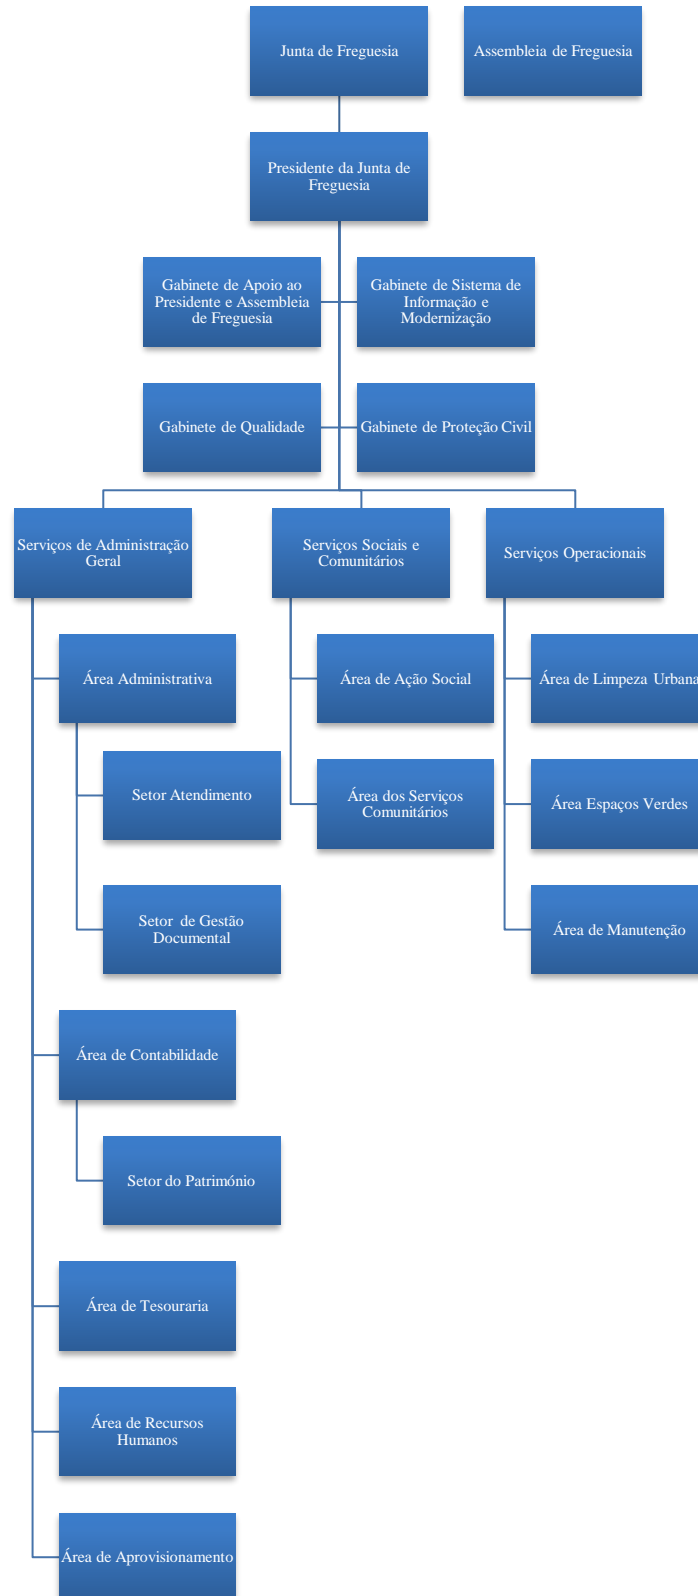 Junta de Freguesia
Assembleia de Freguesia
Presidente da Junta de
Freguesia
Gabinete de Apoio ao
Presidente e Assembleia
de Freguesia
Gabinete de Sistema de
Informação e
Modernização
Gabinete de Qualidade
Gabinete de Proteção Civil
Serviços de Administração
Geral
Serviços Sociais e
Comunitários
Serviços Operacionais
Área Administrativa
Área de Ação Social
Área de Limpeza Urbana
Setor Atendimento
Área dos Serviços
Comunitários
Área Espaços Verdes
Setor de Gestão
Documental
Área de Manutenção
Área de Contabilidade
Setor do Património
Área de Tesouraria
Área de Recursos
Humanos
Área de Aprovisionamento